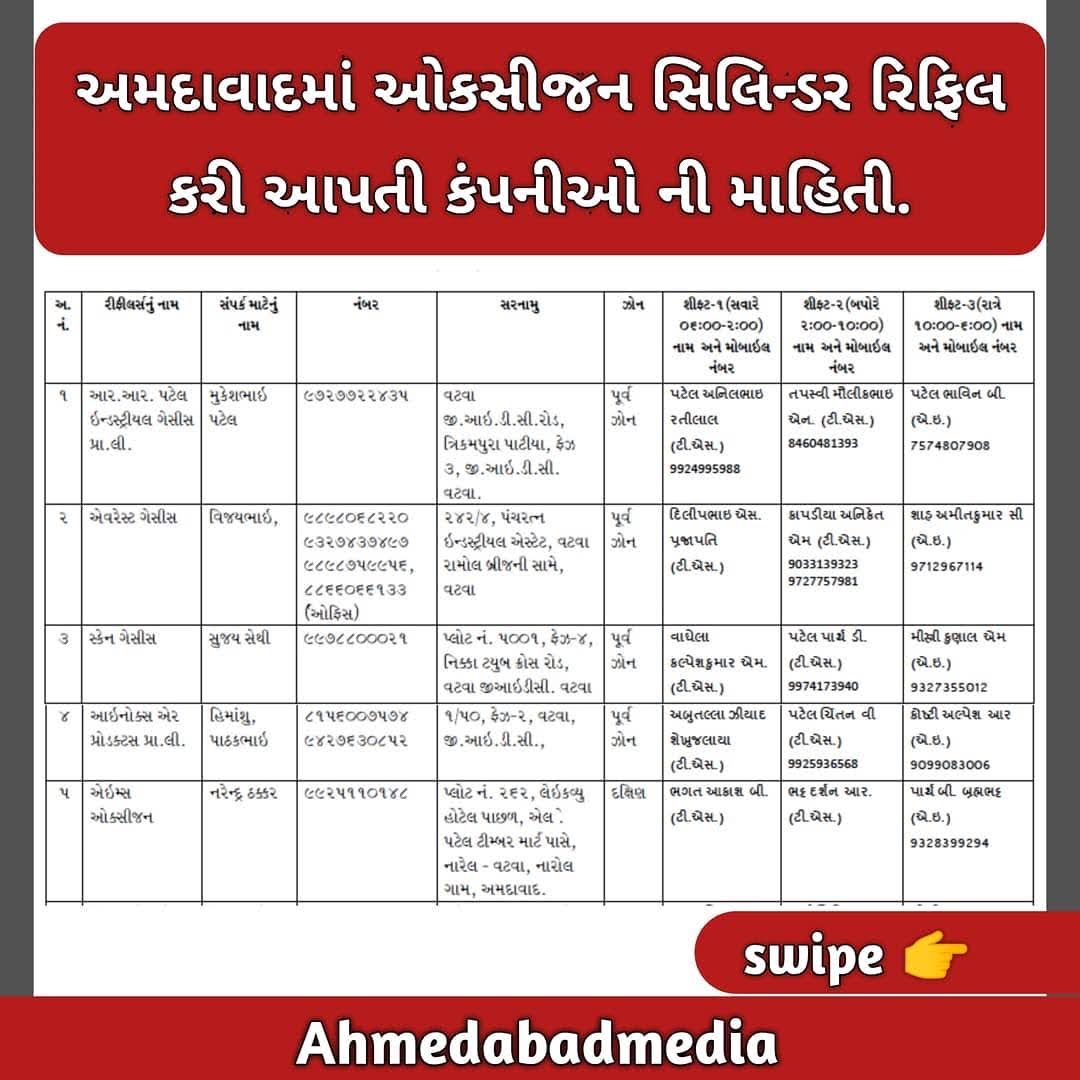 અમદાવાદમાં ઓકસીજન સિલિન્ડર રિફિલ
કરી આપતી કંપનીઓ ની માહિતી.
અ. નં. રીફીલર્સનું નામ સંપર્ક માટેનું નામ નંબર સરનામુ ઝોન શીફ્ટ-૧ (સવારે ૦૬:૦૦-૨:૦૦) નામ અને મોબાઇલ નંબર શીફ્ટ-૨ (બપોરે ૨:૦૦-૧૦:૦૦) નામ અને મોબાઇલ નંબર શીફ્ટ-૩(રાત્રે ૧૦:૦૦-૬:૦૦) નામ અને મોબાઇલ નંબર
૧ આર.આર. પટેલ ઇન્ડસ્ટ્રીયલ ગેસીસ પ્રા.લી. મુકેશભાઇ પટેલ ૯૭૨૭૭૨૨૪૩૫ વટવા જી.આઇ.ડી.સી.રોડ, ત્રિકમપુરા પાટીયા, ફેઝ ૩, જી.આઇ.ડી.સી. વટવા. પૂર્વ ઝોન પટેલ અનિલભાઇ રતીલાલ (ટી.એસ.) 9924995988 તપસ્વી મૌલીકભાઇ એન. (ટી.એસ.) 8460481393 પટેલ ભાવિન બી. (એ.ઇ.) 7574807908
૨ એવરેસ્ટ ગેસીસ વિજયભાઇ, ૯૮૯૮૦૬૮૨૨૦ ૯૩૨૭૪૩૭૪૯૭ ૯૮૯૮૭૫૯૯૫૬, ૮૮૬૬૦૬૬૧૩૩ (ઓફિસ) ૨૪૨/૪, પંચરત્ન ઇન્ડસ્ટ્રીયલ એસ્ટેટ, વટવા રામોલ બ્રીજની સામે, વટવા પૂર્વ ઝોન દિલીપભાઇ એસ. પ્રજાપતિ (ટી.એસ.) કાપડીયા અનિકેત એમ (ટી.એસ.) 9033139323 9727757981 શાહ અમીતકુમાર સી (એ.ઇ.) 9712967114
૩ સ્કેન ગેસીસ સુજય સેથી ૯૯૭૮૮૦૦૦૨૧ પ્લોટ નં. ૫૦૦૧, ફેઝ-૪, નિક્કા ટયુબ ક્રોસ રોડ, વટવા જીઆઇડીસી. વટવા પૂર્વ ઝોન વાઘેલા કલ્પેશકુમાર એમ. (ટી.એસ.) પટેલ પાર્થ ડી. (ટી.એસ.) 9974173940 મીસ્ત્રી કુણાલ એમ (એ.ઇ.) 9327355012
૪ આઇનોક્સ એર પ્રોડક્ટસ પ્રા.લી. હિમાંશુ, પાઠકભાઇ ૮૧૫૬૦૦૭૫૭૪ ૯૪૨૭૬૩૦૮૫૨ ૧/૫૦, ફેઝ-૨, વટવા, જી.આઇ.ડી.સી., પૂર્વ ઝોન અબુતલ્લા ઝીયાદ શેખુજલાયા (ટી.એસ.) પટેલ ચિંતન વી (ટી.એસ.) 9925936568 કોષ્ટી અલ્પેશ આર (એ.ઇ.) 9099083006
૫ એઇમ્સ ઓક્સીજન નરેન્દ્ર ઠક્કર ૯૯૨૫૧૧૦૧૪૮ પ્લોટ નં. ૨૬૨, લેઇકવ્યુ હોટેલ પાછળ, એલ ે. પટેલ ટીમ્બર માર્ટ પાસે, નારેલ - વટવા, નારોલ ગામ, અમદાવાદ. દક્ષિણ ભગત આકાશ બી. (ટી.એસ.) ભટ્ટ દર્શન આર. (ટી.એસ.) પાર્થ બી. બ્રહ્મભટ્ટ (એ.ઇ.) 9328399294
swipe
Ahmedabadmedia